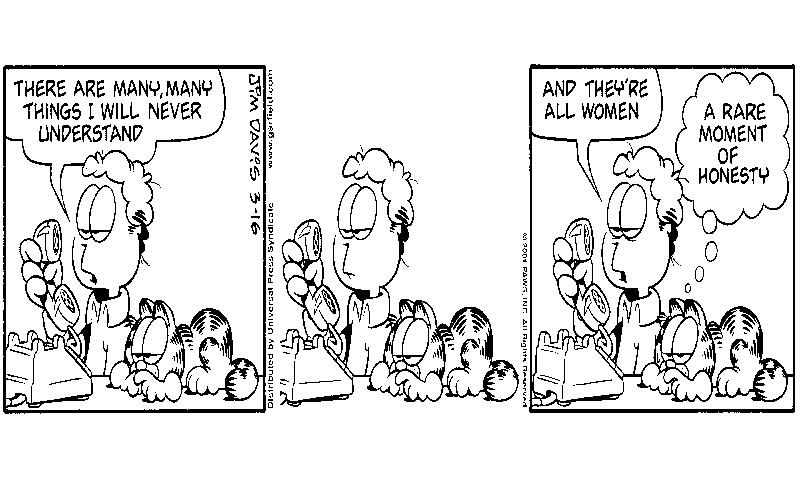 THERE ARE MANY, MANY
THINGS I WILL NEVER
UNDERSTAND
JIM DAVIS 3-16
www.garfield.com
Distributed by Universal Press Syndicate
© 2004 PAWS, INC. All Rights Reserved
AND THEY'RE
ALL WOMEN
A RARE
MOMENT
OF
HONESTY